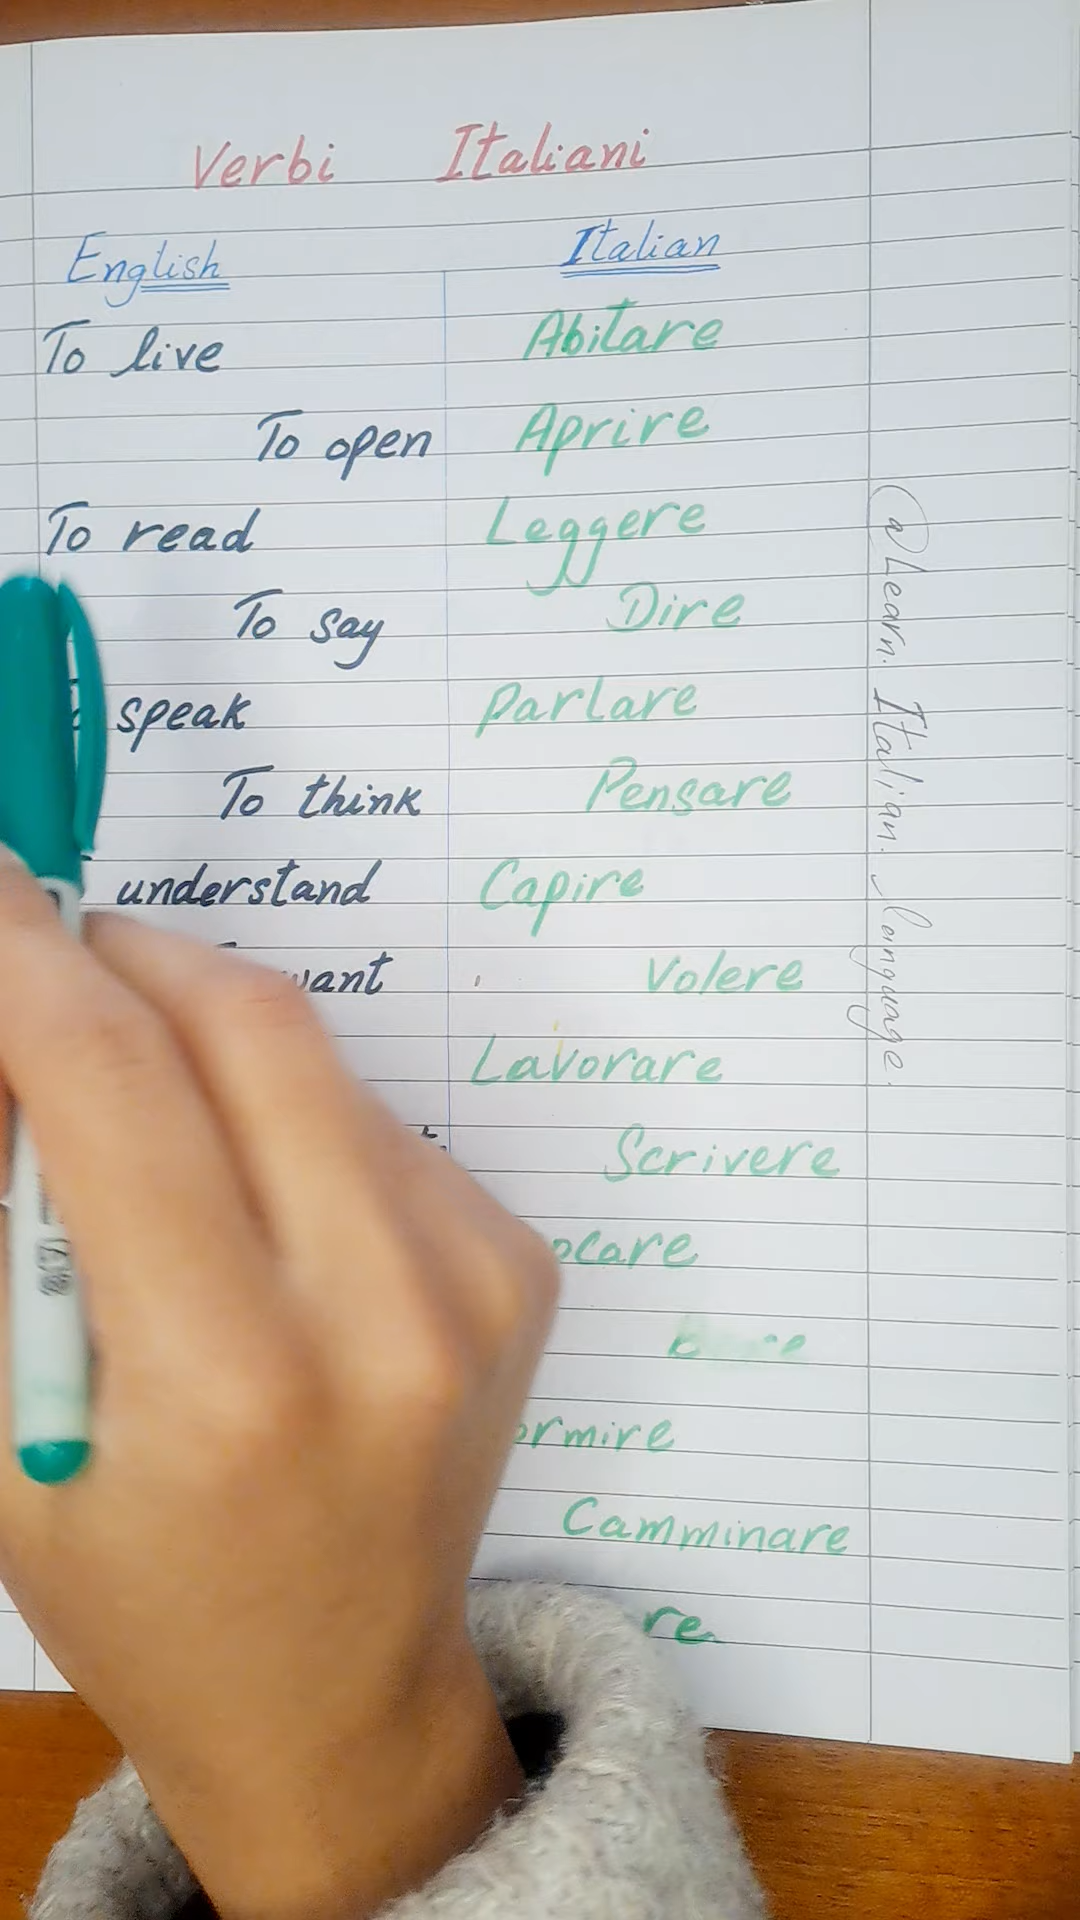 Verbi Italiani
English Italian
To live Abitare
To open Aprire
To read Leggere
To say Dire
speak Parlare
To think Pensare
understand Capire
want Volere
Lavorare
Scrivere
Camminare
@Learn.Italian.language.